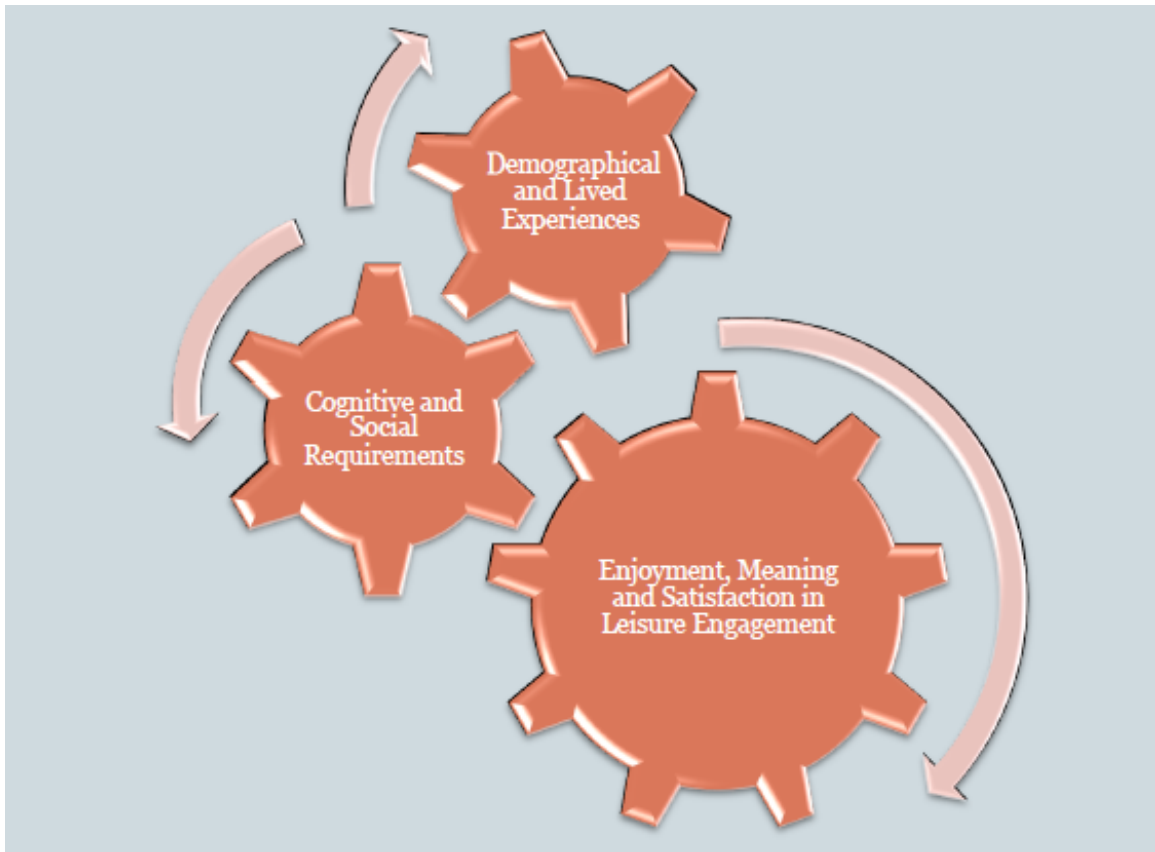 Demographical
and Lived
Experiences
Cognitive and
Social
Requirements
Enjoyment, Meaning
and Satisfaction in
Leisure Engagement